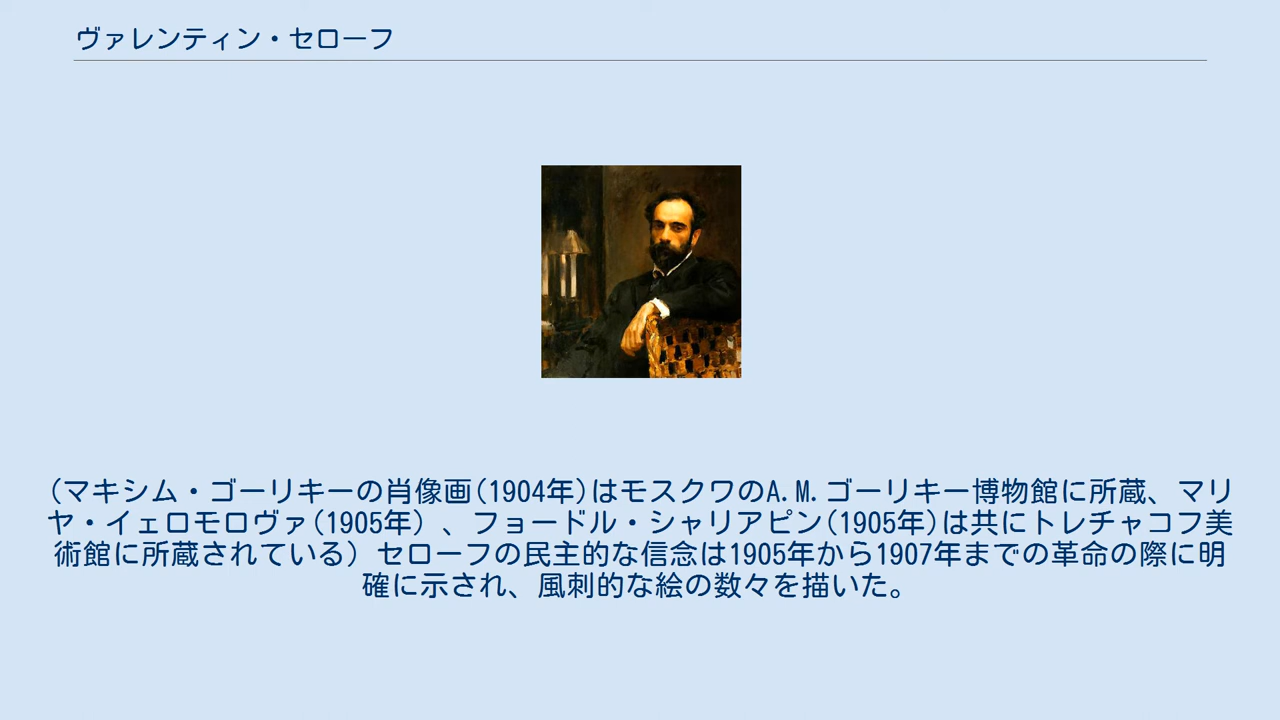 ヴァレンティン・セローフ
(マキシム・ゴーリキーの肖像画(1904年)はモスクワのA.M.ゴーリキー博物館に所蔵、マリ
ヤ・イェロモロヴァ(1905年) 、フョードル・シャリアピン(1905年)は共にトレチャコフ美
術館に所蔵されている) セローフの民主的な信念は1905年から1907年までの革命の際に明
確に示され、風刺的な絵の数々を描いた。